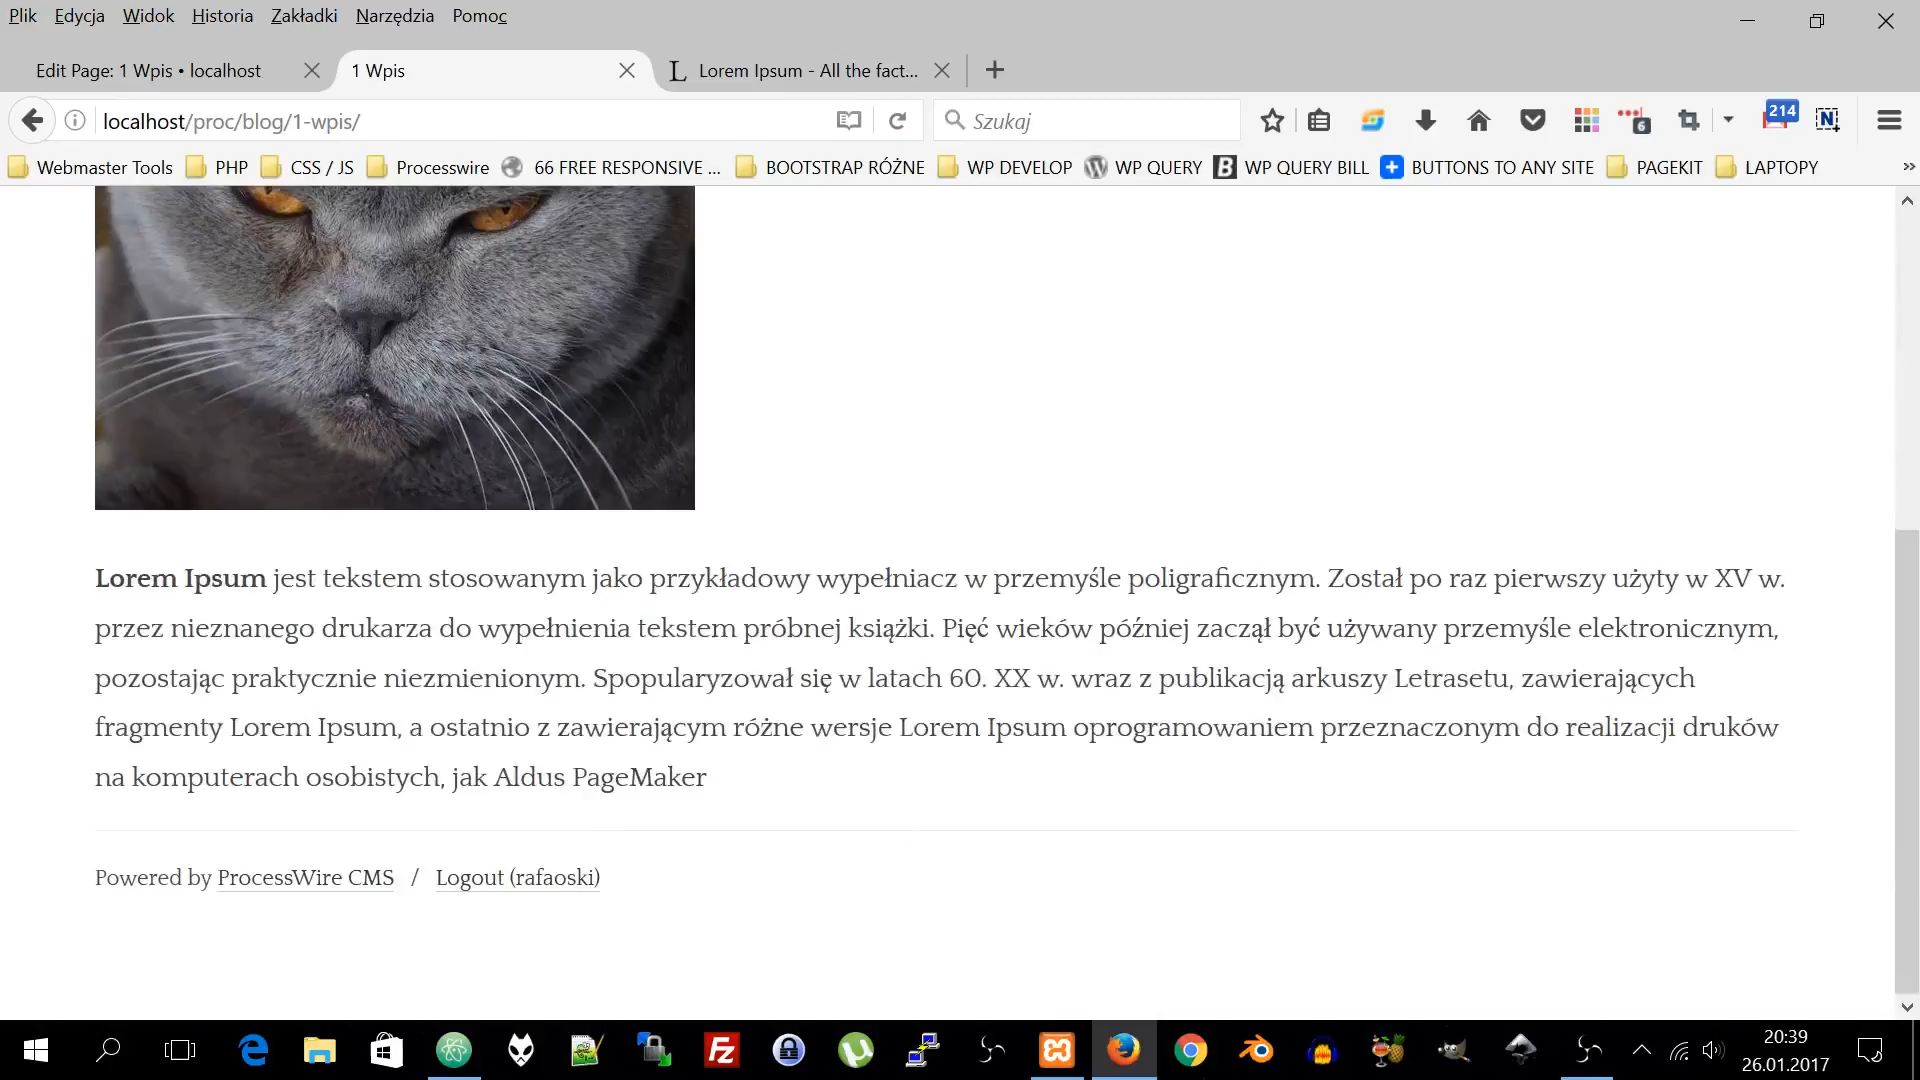 Plik Edycja Widok Historia Zakładki Narzędzia Pomoc
Edit Page: 1 Wpis • localhost
1 Wpis
L Lorem Ipsum - All the fact...
localhost/proc/blog/1-wpis/
Szukaj
6
214
N
Webmaster Tools PHP CSS / JS Processwire 66 FREE RESPONSIVE ... BOOTSTRAP RÓŻNE WP DEVELOP WP QUERY B WP QUERY BILL BUTTONS TO ANY SITE PAGEKIT LAPTOPY
Lorem Ipsum jest tekstem stosowanym jako przykładowy wypełniacz w przemyśle poligraficznym. Został po raz pierwszy użyty w XV w.
przez nieznanego drukarza do wypełnienia tekstem próbnej książki. Pięć wieków później zaczął być używany przemyśle elektronicznym,
pozostając praktycznie niezmienionym. Spopularyzował się w latach 60. XX w. wraz z publikacją arkuszy Letrasetu, zawierających
fragmenty Lorem Ipsum, a ostatnio z zawierającym różne wersje Lorem Ipsum oprogramowaniem przeznaczonym do realizacji druków
na komputerach osobistych, jak Aldus PageMaker
Powered by ProcessWire CMS / Logout (rafaoski)
Fz
20:39
26.01.2017